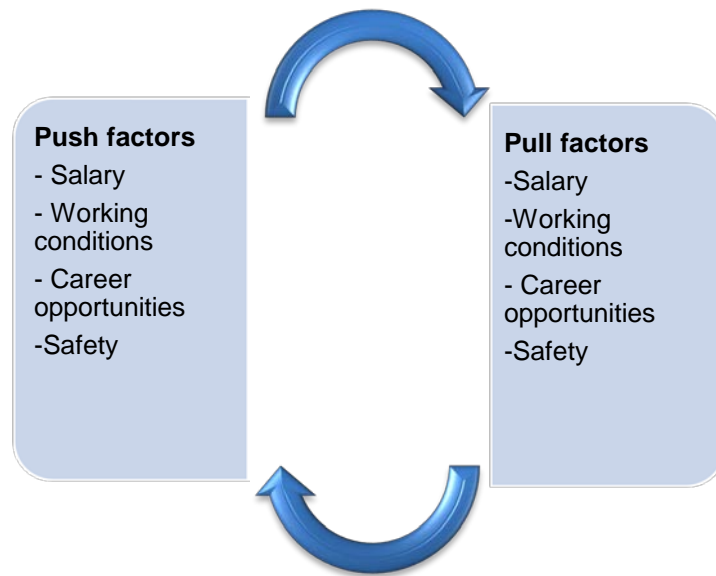 Push factors
- Salary
- Working
conditions
- Career
opportunities
-Safety
Pull factors
-Salary
-Working
conditions
- Career
opportunities
-Safety